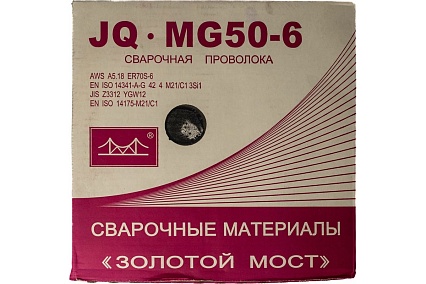 JQ · MG50-6
СВАРОЧНАЯ ПРОВОЛОКА
AWS A5.18 ER70S-6
EN ISO 14341-A-G 42 4 M21/C1 3Si1
JIS Z3312 YGW12
EN ISO 14175-M21/C1
®
СВАРОЧНЫЕ МАТЕРИАЛЫ
《ЗОЛОТОЙ МОСТ》